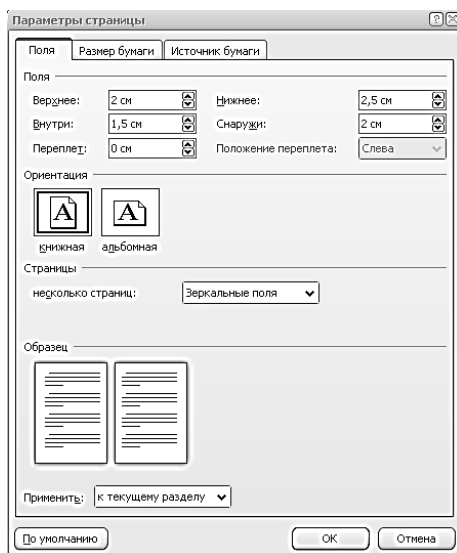 Параметры страницы
Поля Размер бумаги Источник бумаги
Поля
Верхнее: 2 см Нижнее: 2,5 см
Внутри: 1,5 см Снаружи: 2 см
Переплет: 0 см Положение переплета: Слева
Ориентация
A A
книжная альбомная
Страницы
несколько страниц: Зеркальные поля
Образец
Применить: к текущему разделу
По умолчанию ОК Отмена